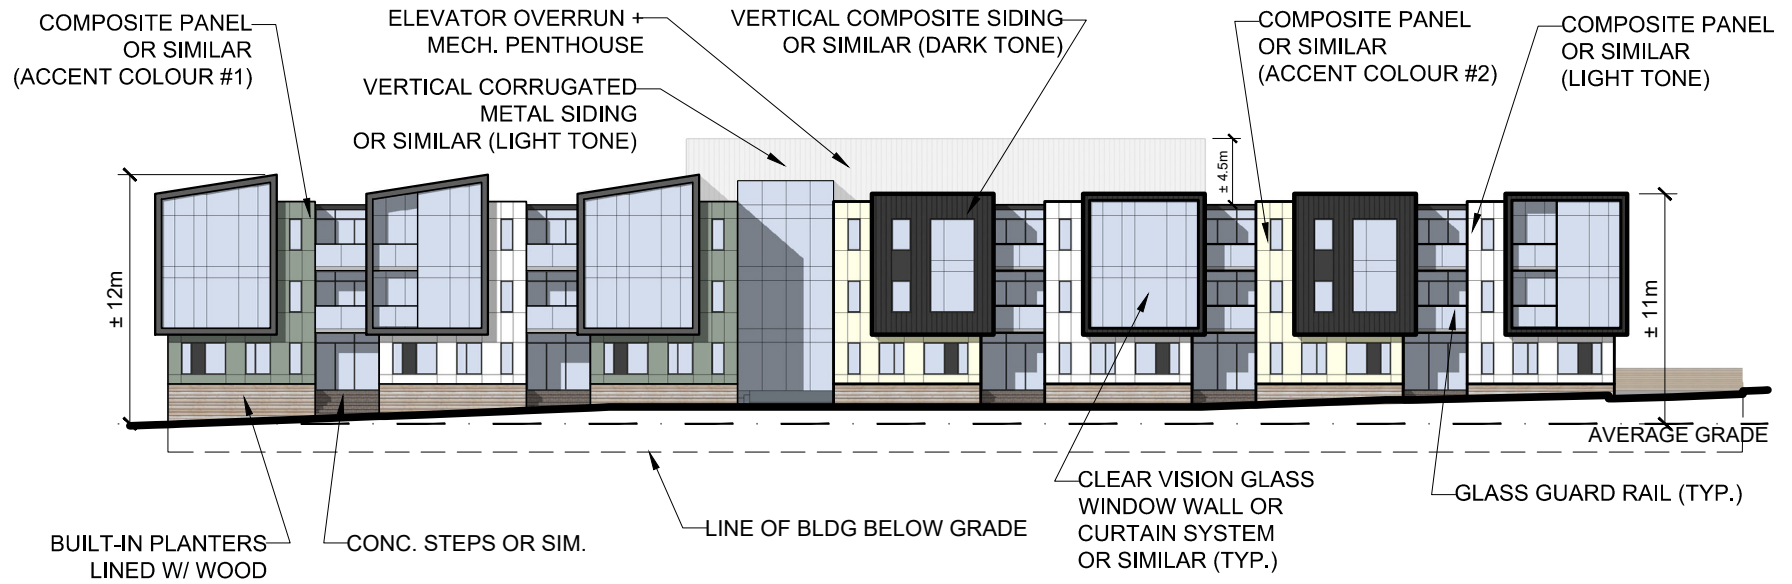 COMPOSITE PANEL
OR SIMILAR
(ACCENT COLOUR #1)
ELEVATOR OVERRUN +
MECH. PENTHOUSE
VERTICAL CORRUGATED
METAL SIDING
OR SIMILAR (LIGHT TONE)
VERTICAL COMPOSITE SIDING
OR SIMILAR (DARK TONE)
COMPOSITE PANEL
OR SIMILAR
(ACCENT COLOUR #2)
COMPOSITE PANEL
OR SIMILAR
(LIGHT TONE)
± 4.5m
± 12m
± 11m
AVERAGE GRADE
BUILT-IN PLANTERS
LINED W/ WOOD
CONC. STEPS OR SIM.
LINE OF BLDG BELOW GRADE
CLEAR VISION GLASS
WINDOW WALL OR
CURTAIN SYSTEM
OR SIMILAR (TYP.)
GLASS GUARD RAIL (TYP.)